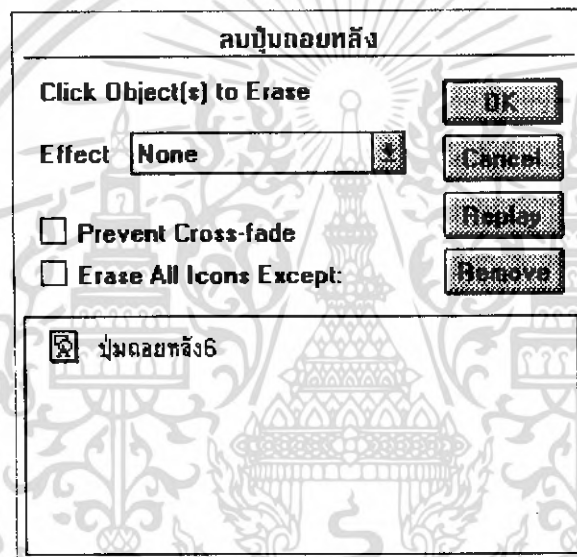 ลบปุ่มถอยหลัง
Click Object(s) to Erase
OK
Effect None
Cancel
Replay
Prevent Cross-fade
Erase All Icons Except:
Remove
ปุ่มถอยหลัง6